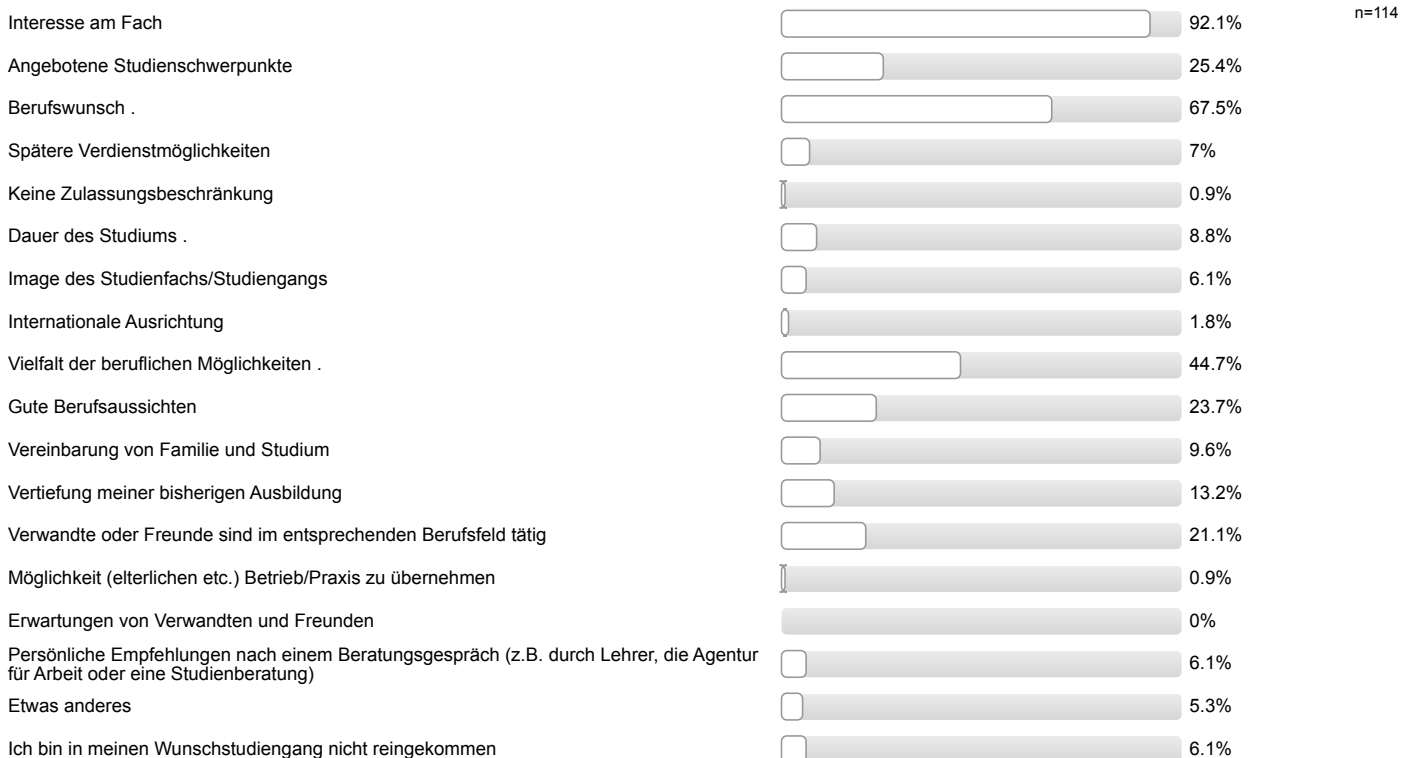 Interesse am Fach 92.1% n=114
Angebotene Studienschwerpunkte 25.4%
Berufswunsch . 67.5%
Spätere Verdienstmöglichkeiten 7%
Keine Zulassungsbeschränkung 0.9%
Dauer des Studiums . 8.8%
Image des Studienfachs/Studiengangs 6.1%
Internationale Ausrichtung 1.8%
Vielfalt der beruflichen Möglichkeiten . 44.7%
Gute Berufsaussichten 23.7%
Vereinbarung von Familie und Studium 9.6%
Vertiefung meiner bisherigen Ausbildung 13.2%
Verwandte oder Freunde sind im entsprechenden Berufsfeld tätig 21.1%
Möglichkeit (elterlichen etc.) Betrieb/Praxis zu übernehmen 0.9%
Erwartungen von Verwandten und Freunden 0%
Persönliche Empfehlungen nach einem Beratungsgespräch (z.B. durch Lehrer, die Agentur
für Arbeit oder eine Studienberatung) 6.1%
Etwas anderes 5.3%
Ich bin in meinen Wunschstudiengang nicht reingekommen 6.1%